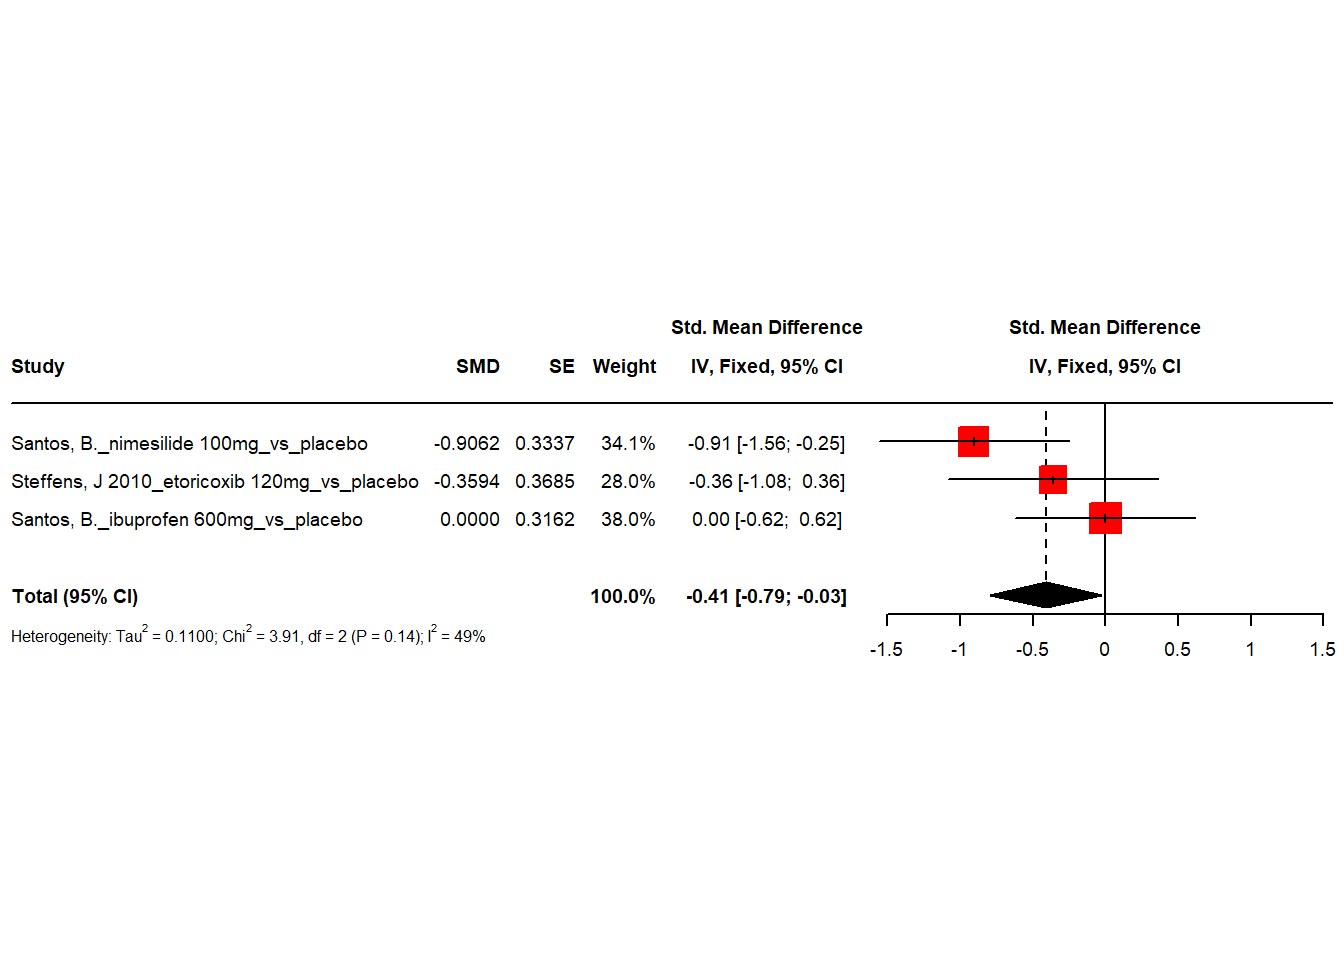 Std. Mean Difference Std. Mean Difference
Study SMD SE Weight IV, Fixed, 95% CI IV, Fixed, 95% CI
Santos, B._nimesilide 100mg_vs_placebo -0.9062 0.3337 34.1% -0.91 [-1.56; -0.25]
Steffens, J 2010_etoricoxib 120mg_vs_placebo -0.3594 0.3685 28.0% -0.36 [-1.08; 0.36]
Santos, B._ibuprofen 600mg_vs_placebo 0.0000 0.3162 38.0% 0.00 [-0.62; 0.62]
Total (95% CI) 100.0% -0.41 [-0.79; -0.03]
Heterogeneity: Tau² = 0.1100; Chi² = 3.91, df = 2 (P = 0.14); I² = 49%
-1.5 -1 -0.5 0 0.5 1 1.5